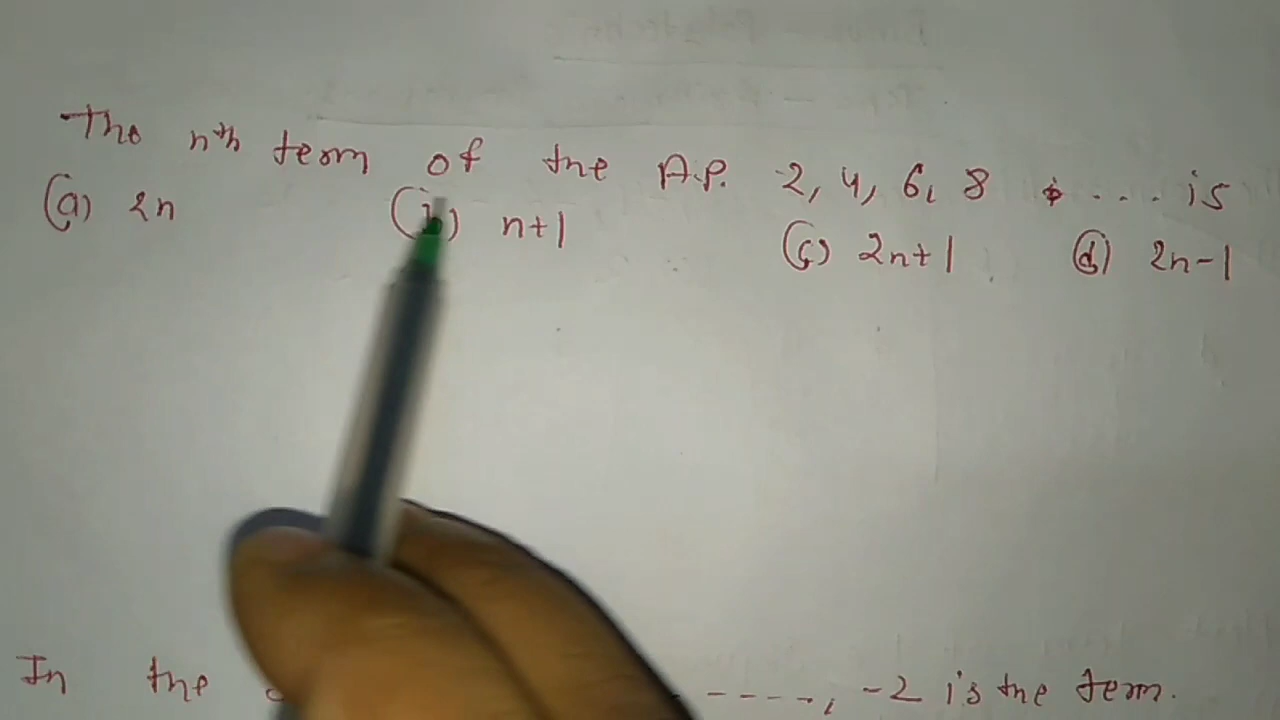 The nth term of the A.P. 2, 4, 6, 8 .... is
(a) 2n (b) n+1 (c) 2n+1 (d) 2n-1
In the ----, -2 is the term.